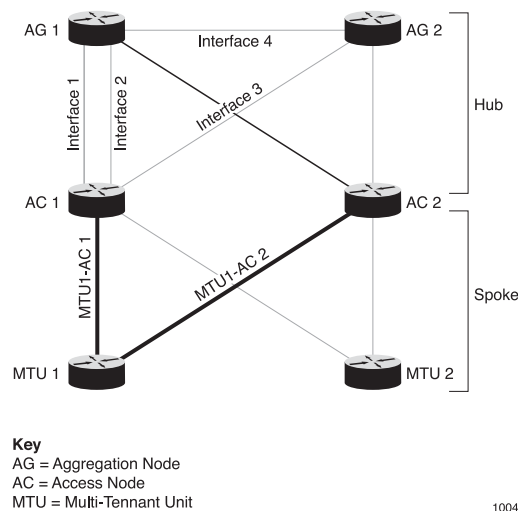 AG 1
Interface 4
AG 2
Interface 1
Interface 2
Interface 3
Hub
AC 1
AC 2
MTU1-AC 1
MTU1-AC 2
Spoke
MTU 1
MTU 2
Key
AG = Aggregation Node
AC = Access Node
MTU = Multi-Tennant Unit
1004